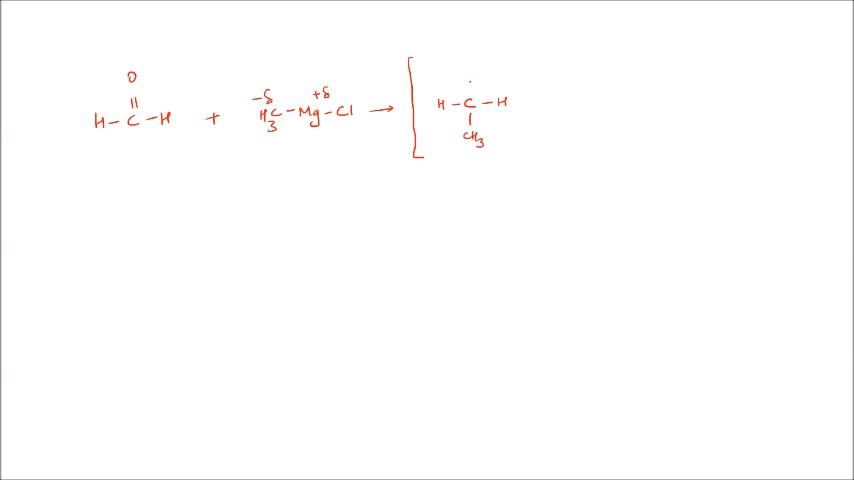 O
||
H – C – H + H3C – Mg – Cl → [ H – C – H
−δ +δ
|
CH3